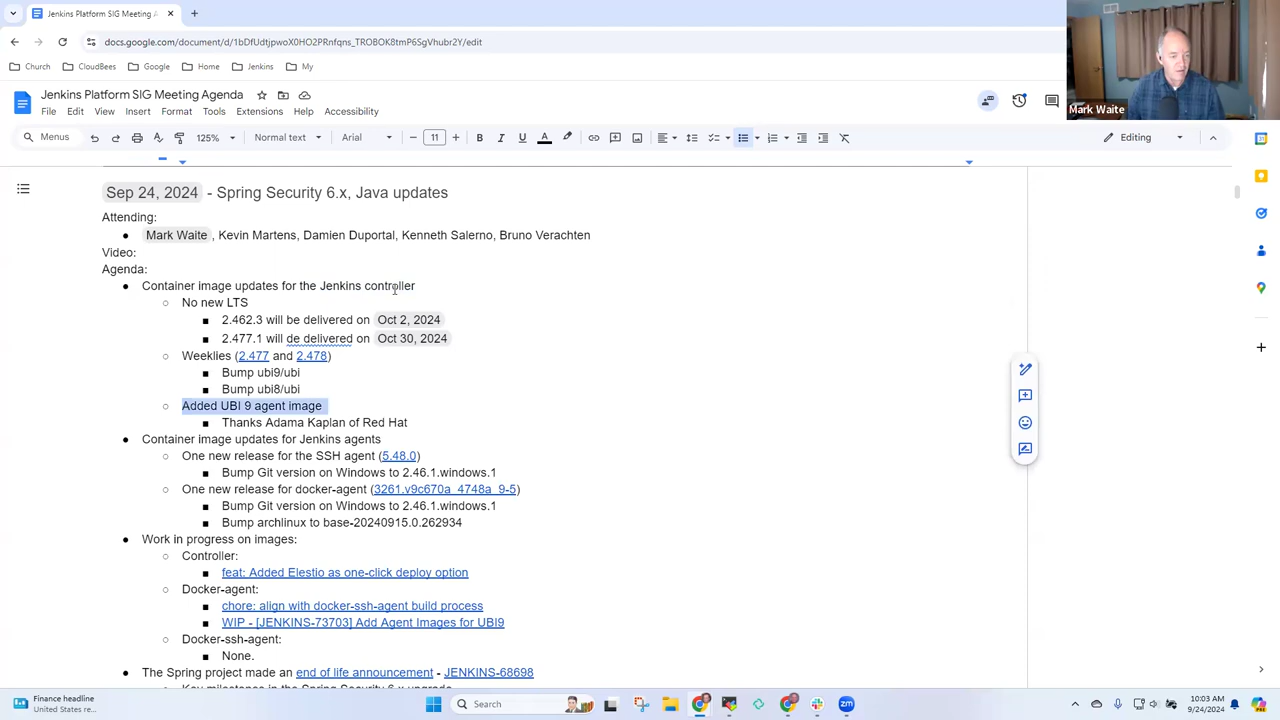 Jenkins Platform SIG Meeting A
docs.google.com/document/d/1bDfUdtjpwoX0HO2PRnfqns_TROBOK8tmP6SgVhubr2Y/edit
Church CloudBees Google Home Jenkins My
Jenkins Platform SIG Meeting Agenda
File Edit View Insert Format Tools Extensions Help Accessibility
Menus 125% Normal text Arial 11 B I U A Editing
Mark Waite
Sep 24, 2024 - Spring Security 6.x, Java updates
Attending:
● Mark Waite , Kevin Martens, Damien Duportal, Kenneth Salerno, Bruno Verachten
Video:
Agenda:
● Container image updates for the Jenkins controller
○ No new LTS
■ 2.462.3 will be delivered on Oct 2, 2024
■ 2.477.1 will de delivered on Oct 30, 2024
○ Weeklies (2.477 and 2.478)
■ Bump ubi9/ubi
■ Bump ubi8/ubi
○ Added UBI 9 agent image
■ Thanks Adama Kaplan of Red Hat
● Container image updates for Jenkins agents
○ One new release for the SSH agent (5.48.0)
■ Bump Git version on Windows to 2.46.1.windows.1
○ One new release for docker-agent (3261.v9c670a_4748a_9-5)
■ Bump Git version on Windows to 2.46.1.windows.1
■ Bump archlinux to base-20240915.0.262934
● Work in progress on images:
○ Controller:
■ feat: Added Elestio as one-click deploy option
○ Docker-agent:
■ chore: align with docker-ssh-agent build process
■ WIP - [JENKINS-73703] Add Agent Images for UBI9
○ Docker-ssh-agent:
■ None.
● The Spring project made an end of life announcement - JENKINS-68698
○ Key milestones in the Spring Security 6.x upgrade
Finance headline
United States re...
Search
10:03 AM
9/24/2024